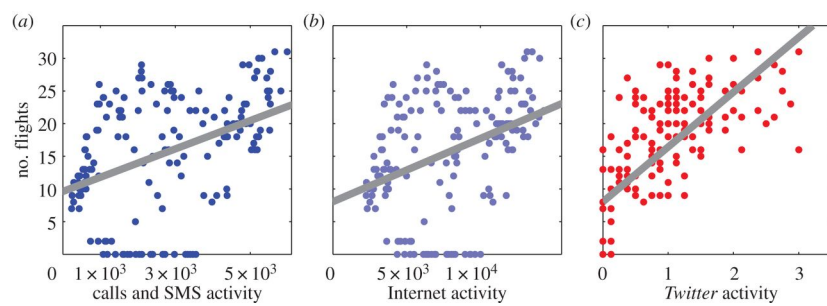 (a) (b) (c)
no. flights
30
25
20
15
10
5
0 1 × 10³ 3 × 10³ 5 × 10³
calls and SMS activity
0 5 × 10³ 1 × 10⁴
Internet activity
0 1 2 3
Twitter activity